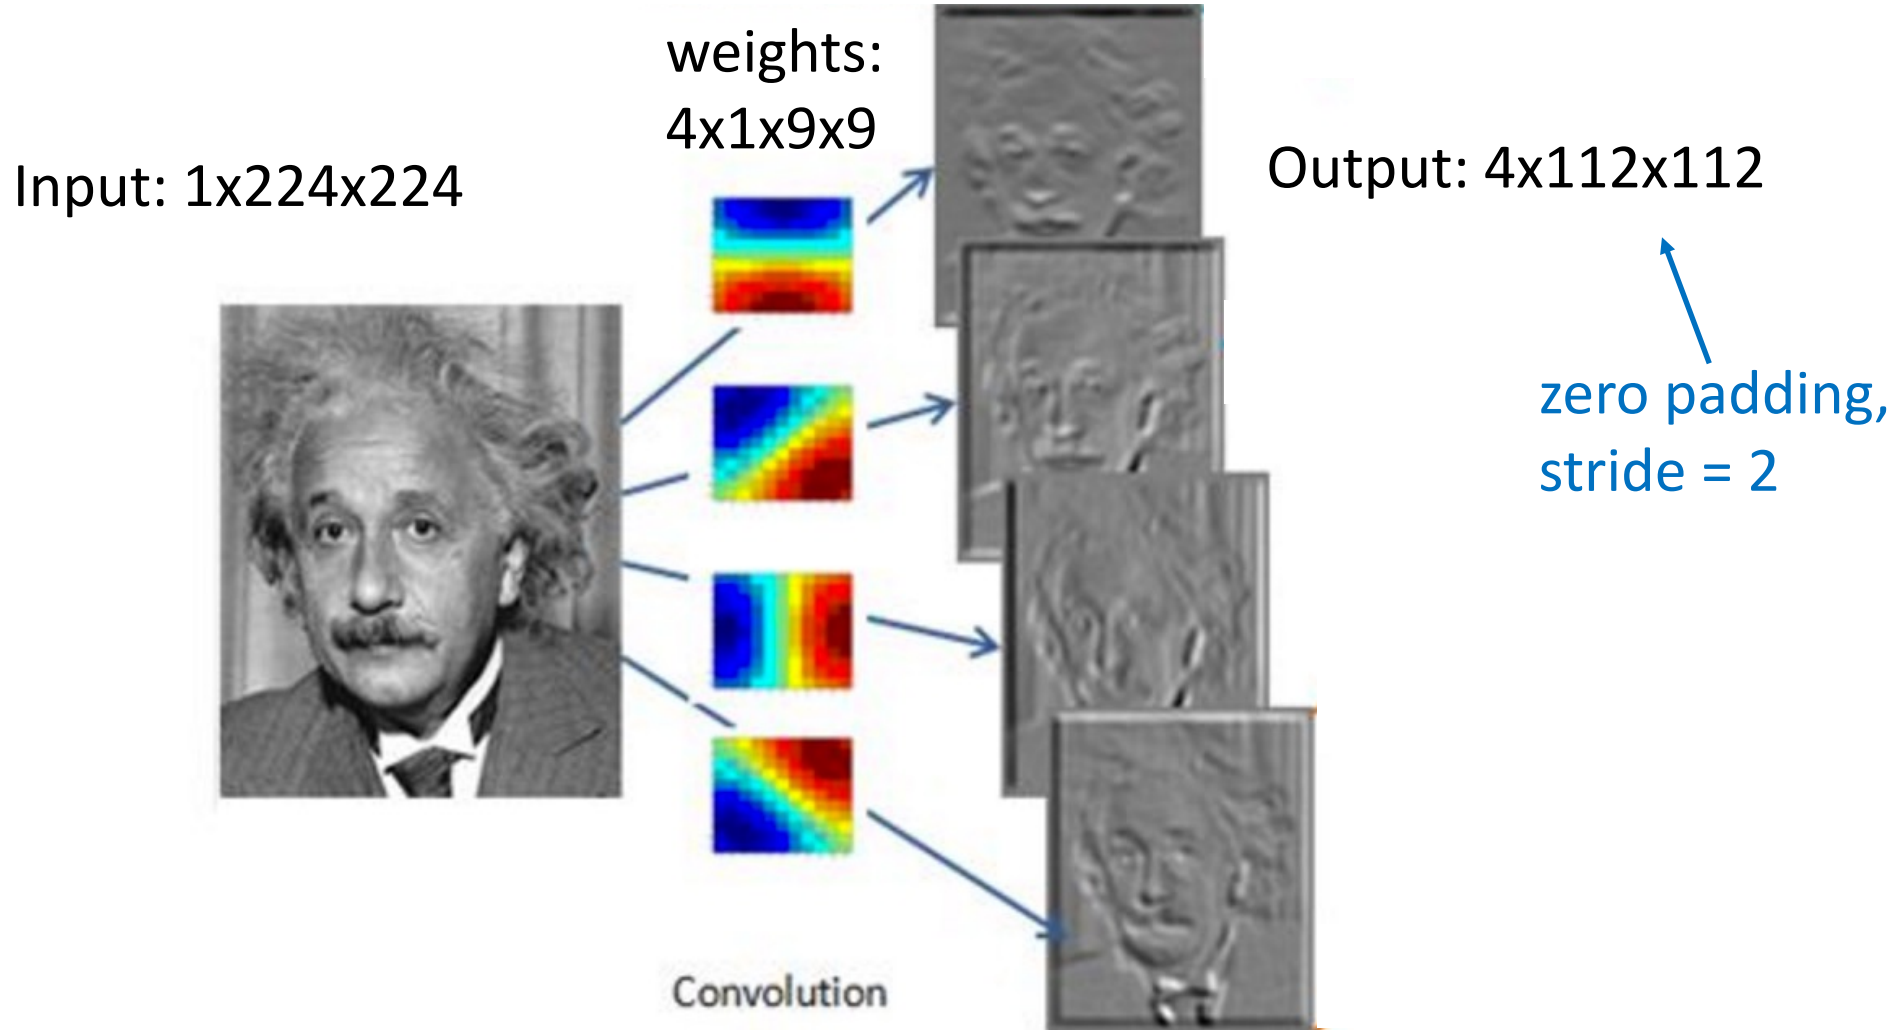 weights:
4x1x9x9
Input: 1x224x224
Output: 4x112x112
zero padding,
stride = 2
Convolution